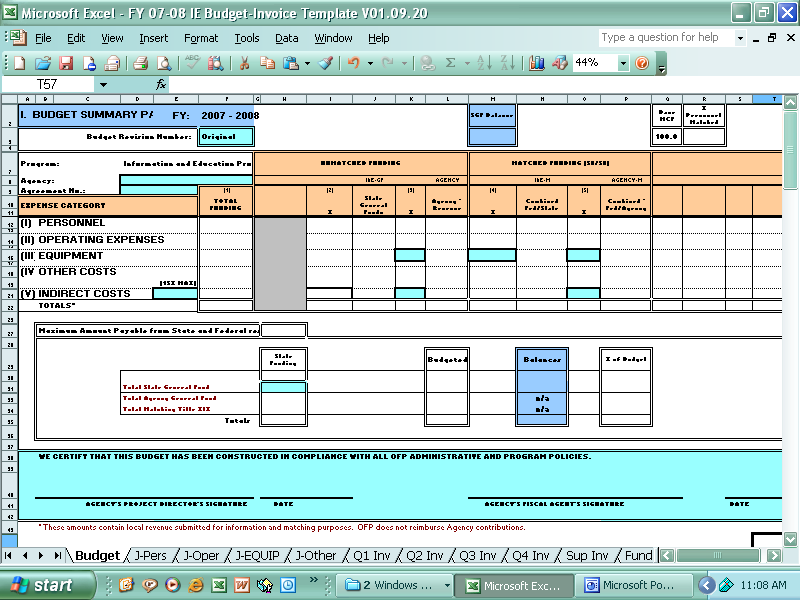 Microsoft Excel - FY 07-08 IE Budget-Invoice Template V01.09.20
File Edit View Insert Format Tools Data Window Help Type a question for help
44%
T57 fx
I. BUDGET SUMMARY PA FY: 2007 - 2008 SGF Balance Base MCF % Personnel Matched
Budget Revision Number: Original 100.0
Program: Information and Education Pro UNMATCHED FUNDING MATCHED FUNDING (50/50)
Agency: I&E-GF AGENCY I&E-M AGENCY-M
Agreement No.:
EXPENSE CATEGORY (1) TOTAL FUNDING (2) % State General Funds (3) % Agency * Revenue (4) % Combined Fed/State (5) % Combined * Fed/Agency
(I) PERSONNEL
(II) OPERATING EXPENSES
(III EQUIPMENT
(IV OTHER COSTS
(15% MAX)
(V) INDIRECT COSTS
TOTALS*
Maximum Amount Payable from State and Federal re
State Funding Budgeted Balances % of Budget
Total State General Fund
Total Agency General Fund n/a
Total Matching Title XIX n/a
Totals
WE CERTIFY THAT THIS BUDGET HAS BEEN CONSTRUCTED IN COMPLIANCE WITH ALL OFP ADMINISTRATIVE AND PROGRAM POLICIES.
AGENCY'S PROJECT DIRECTOR'S SIGNATURE DATE AGENCY'S FISCAL AGENT'S SIGNATURE DATE
* These amounts contain local revenue submitted for information and matching purposes. OFP does not reimburse Agency contributions.
Budget J-Pers J-Oper J-EQUIP J-Other Q1 Inv Q2 Inv Q3 Inv Q4 Inv Sup Inv Fund
start 2 Windows ... Microsoft Exc... Microsoft Po... 11:08 AM